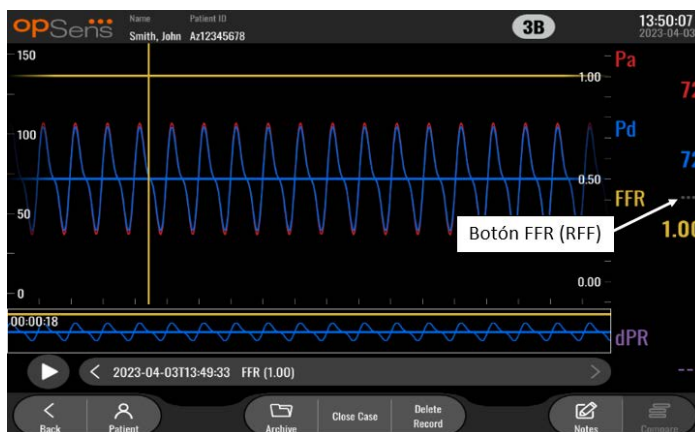 opSens
Name Patient ID
Smith, John Az12345678
3B
13:50:07
2023-04-03
150
100
50
0
1.00
0.50
0.00
Pa
72
Pd
72
FFR
---
1.00
Botón FFR (RFF)
00:00:18
dPR
--
2023-04-03T13:49:33 FFR (1.00)
Back
Patient
Archive
Close Case
Delete
Record
Notes
Compare